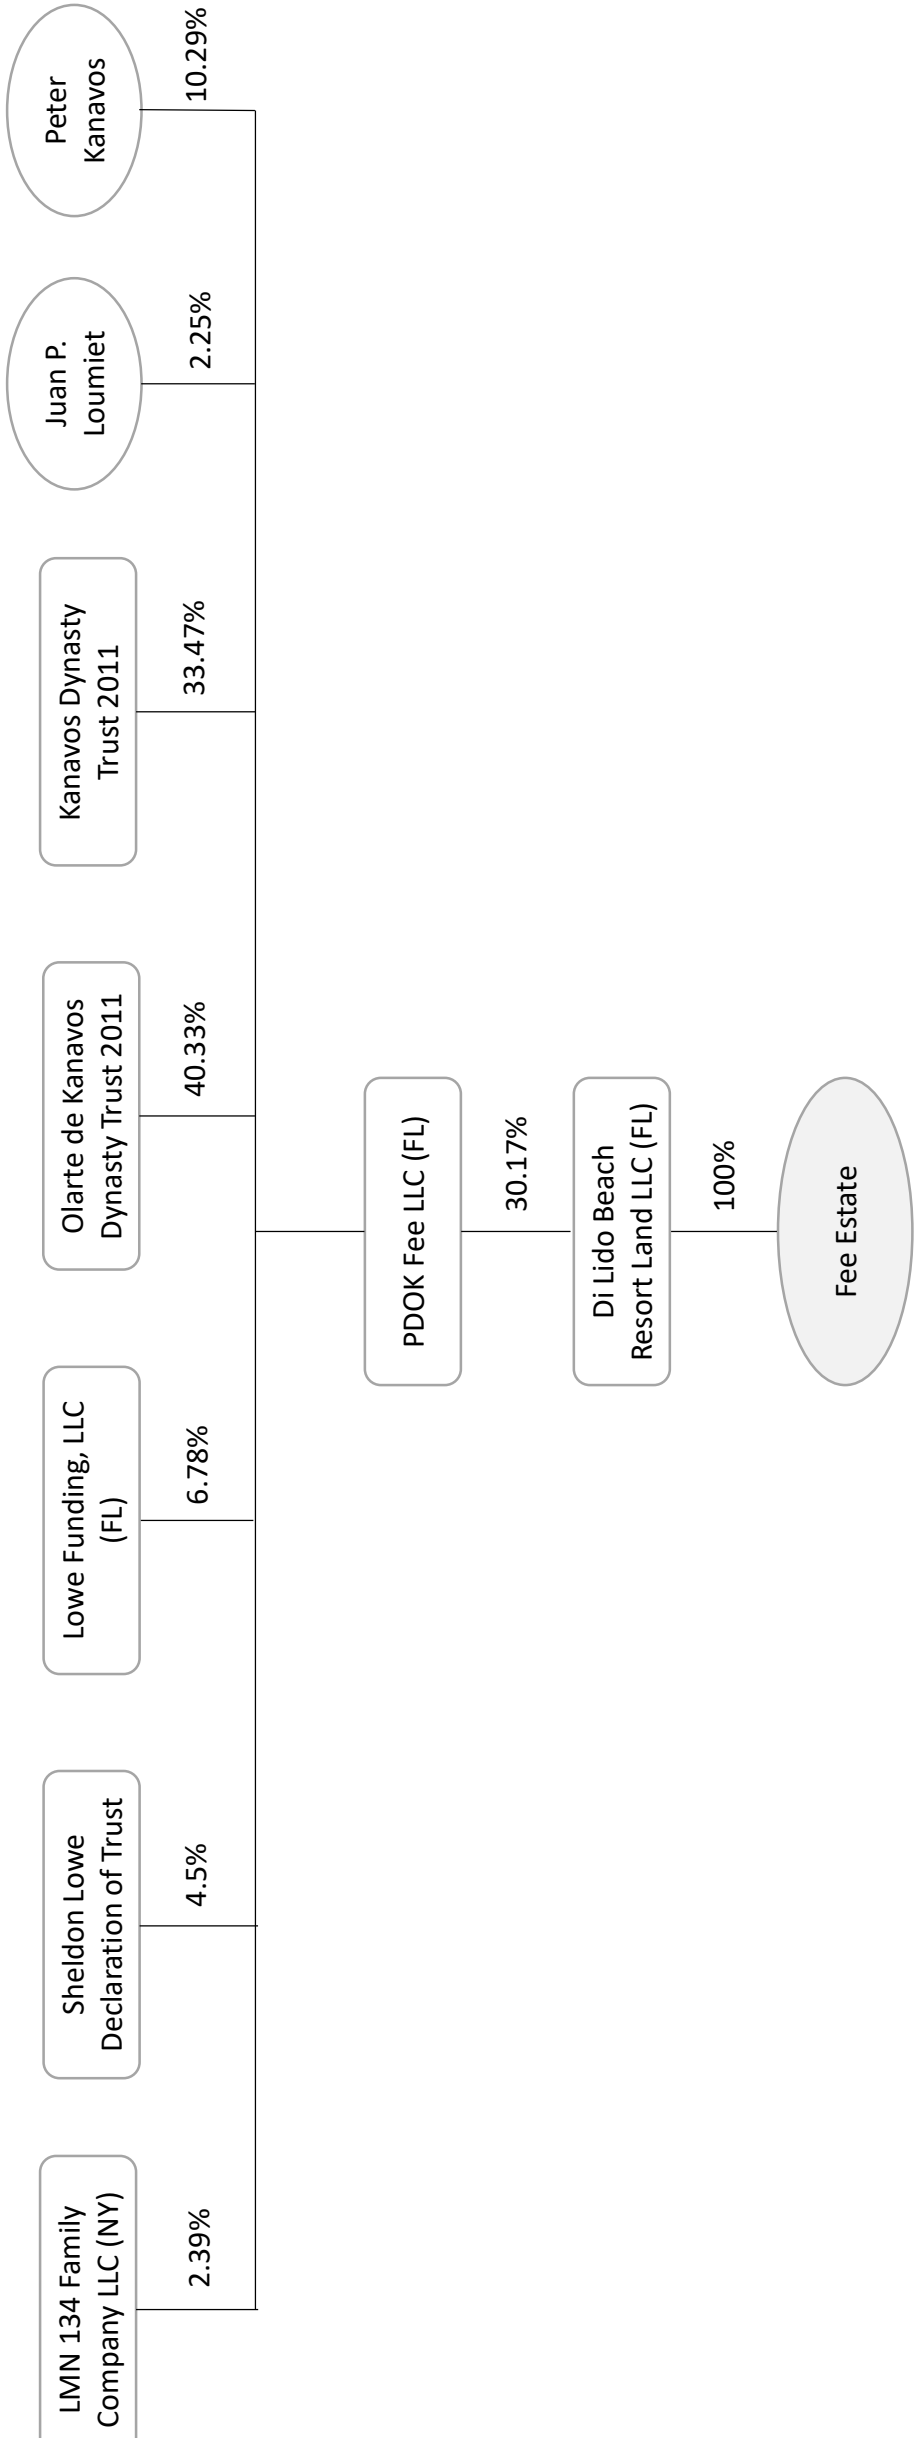 LMN 134 Family
Company LLC (NY)
2.39%
Sheldon Lowe
Declaration of Trust
4.5%
Lowe Funding, LLC
(FL)
6.78%
Olarte de Kanavos
Dynasty Trust 2011
40.33%
Kanavos Dynasty
Trust 2011
33.47%
Juan P.
Loumiet
2.25%
Peter
Kanavos
10.29%
PDOK Fee LLC (FL)
30.17%
Di Lido Beach
Resort Land LLC (FL)
100%
Fee Estate